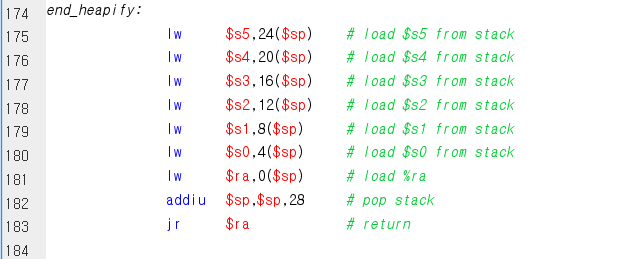 174 end_heapify:
175 lw $s5,24($sp) # load $s5 from stack
176 lw $s4,20($sp) # load $s4 from stack
177 lw $s3,16($sp) # load $s3 from stack
178 lw $s2,12($sp) # load $s2 from stack
179 lw $s1,8($sp) # load $s1 from stack
180 lw $s0,4($sp) # load $s0 from stack
181 lw $ra,0($sp) # load %ra
182 addiu $sp,$sp,28 # pop stack
183 jr $ra # return
184